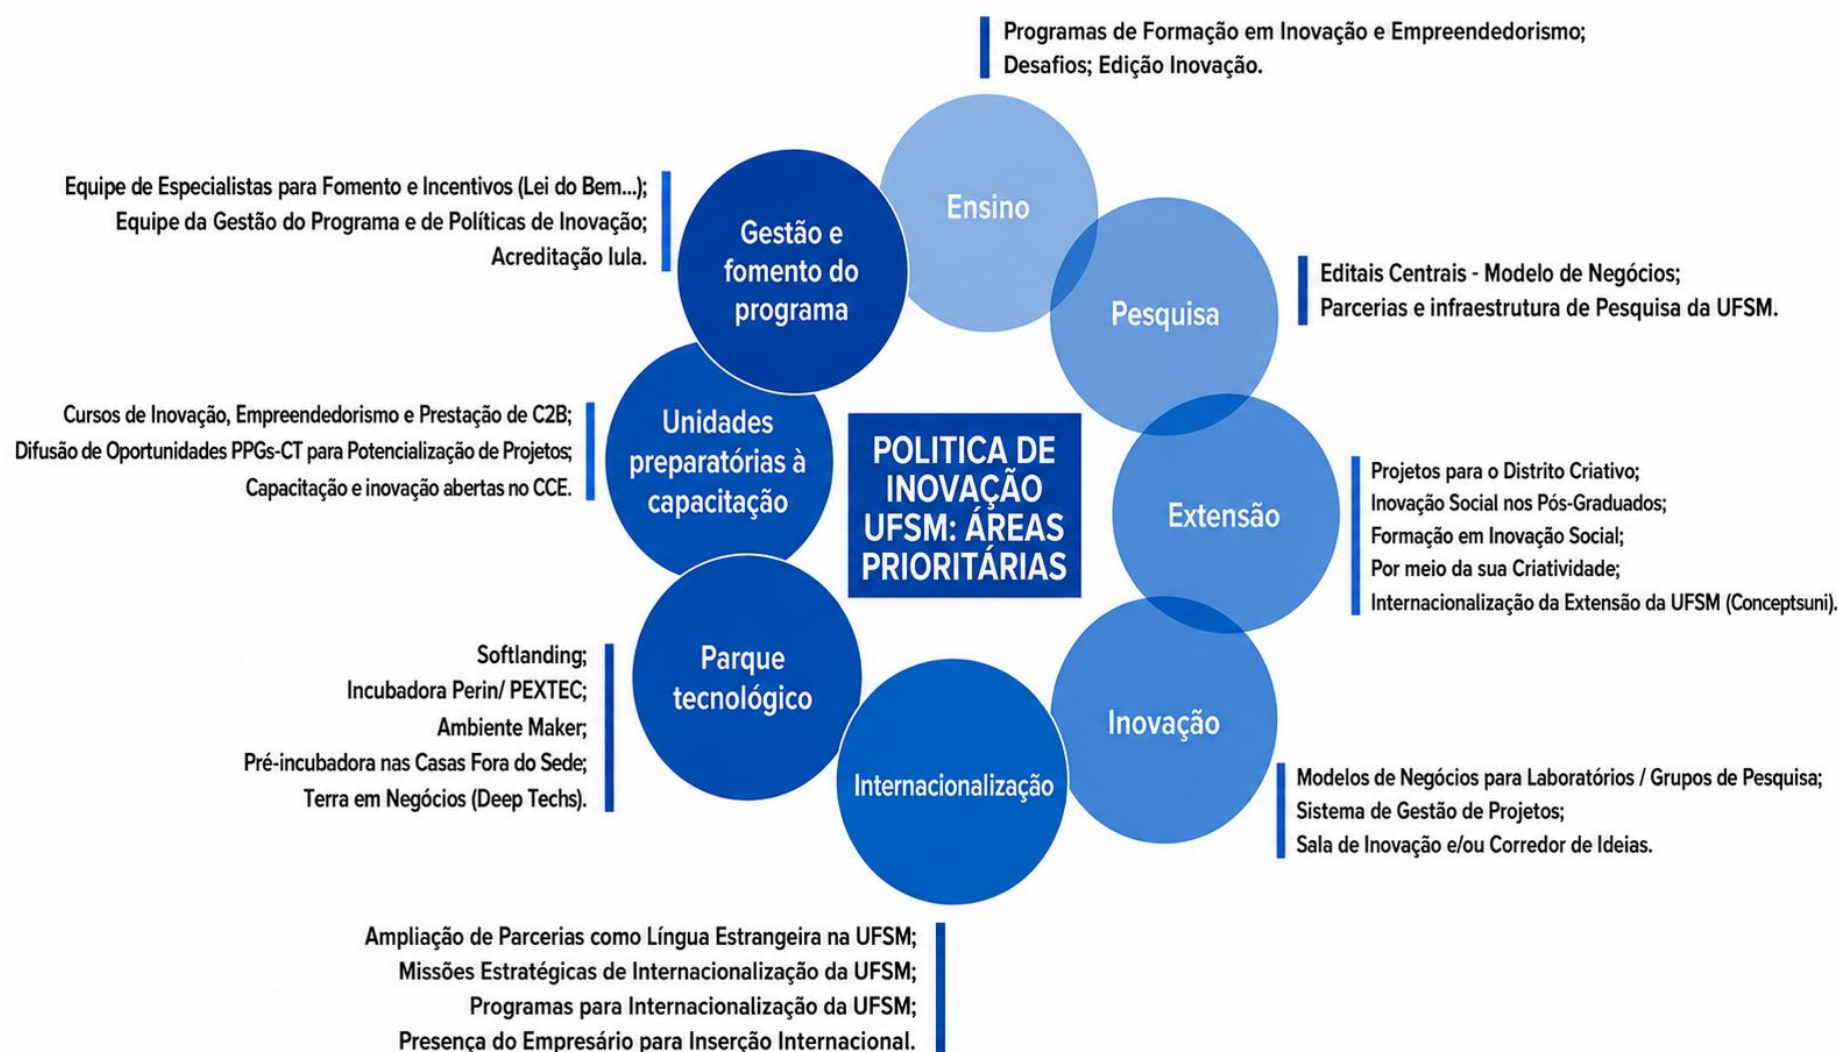 Programas de Formação em Inovação e Empreendedorismo;
Desafios; Edição Inovação.
Ensino
Equipe de Especialistas para Fomento e Incentivos (Lei do Bem...);
Equipe da Gestão do Programa e de Políticas de Inovação;
Acreditação lula.
Gestão e
fomento do
programa
Pesquisa
Editais Centrais - Modelo de Negócios;
Parcerias e infraestrutura de Pesquisa da UFSM.
Cursos de Inovação, Empreendedorismo e Prestação de C2B;
Difusão de Oportunidades PPGs-CT para Potencialização de Projetos;
Capacitação e inovação abertas no CCE.
Unidades
preparatórias à
capacitação
POLITICA DE
INOVAÇÃO
UFSM: ÁREAS
PRIORITÁRIAS
Extensão
Projetos para o Distrito Criativo;
Inovação Social nos Pós-Graduados;
Formação em Inovação Social;
Por meio da sua Criatividade;
Internacionalização da Extensão da UFSM (Conceptsuni).
Softlanding;
Incubadora Perin/ PEXTEC;
Ambiente Maker;
Pré-incubadora nas Casas Fora do Sede;
Terra em Negócios (Deep Techs).
Parque
tecnológico
Inovação
Modelos de Negócios para Laboratórios / Grupos de Pesquisa;
Sistema de Gestão de Projetos;
Sala de Inovação e/ou Corredor de Ideias.
Internacionalização
Ampliação de Parcerias como Língua Estrangeira na UFSM;
Missões Estratégicas de Internacionalização da UFSM;
Programas para Internacionalização da UFSM;
Presença do Empresário para Inserção Internacional.